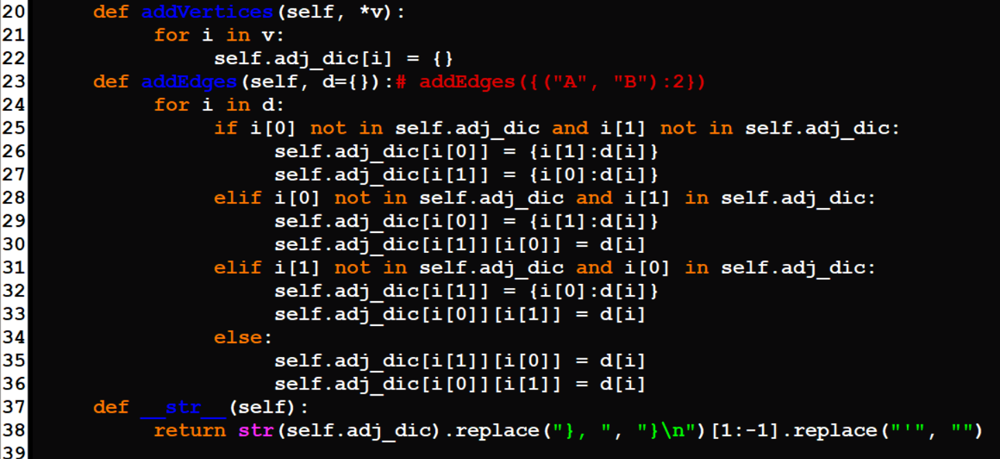 20 def addVertices(self, *v):
21 for i in v:
22 self.adj_dic[i] = {}
23 def addEdges(self, d={}):# addEdges({("A", "B"):2})
24 for i in d:
25 if i[0] not in self.adj_dic and i[1] not in self.adj_dic:
26 self.adj_dic[i[0]] = {i[1]:d[i]}
27 self.adj_dic[i[1]] = {i[0]:d[i]}
28 elif i[0] not in self.adj_dic and i[1] in self.adj_dic:
29 self.adj_dic[i[0]] = {i[1]:d[i]}
30 self.adj_dic[i[1]][i[0]] = d[i]
31 elif i[1] not in self.adj_dic and i[0] in self.adj_dic:
32 self.adj_dic[i[1]] = {i[0]:d[i]}
33 self.adj_dic[i[0]][i[1]] = d[i]
34 else:
35 self.adj_dic[i[1]][i[0]] = d[i]
36 self.adj_dic[i[0]][i[1]] = d[i]
37 def __str__(self):
38 return str(self.adj_dic).replace("}, ", "}\n")[1:-1].replace("'", "")
39